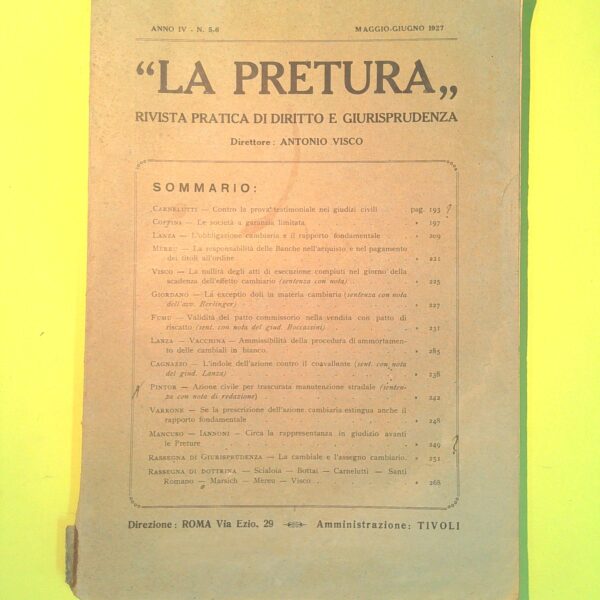 ANNO IV - N. 5-6
MAGGIO-GIUGNO 1927
“LA PRETURA„
RIVISTA PRATICA DI DIRITTO E GIURISPRUDENZA
Direttore: ANTONIO VISCO
SOMMARIO:
CARNELUTTI — Contro la prova testimoniale nei giudizi civili pag. 193
COPPINI — Le società a garanzia limitata » 197
LANZA — L'obbligazione cambiaria e il rapporto fondamentale » 209
MEREU — La responsabilità delle Banche nell'acquisto e nel pagamento
dei titoli all'ordine » 221
VISCO — La nullità degli atti di esecuzione compiuti nel giorno della
scadenza dell'effetto cambiario (sentenza con nota) » 225
GIORDANO — La exceptio doli in materia cambiaria (sentenza con nota
dell'avv. Berlinger) » 227
FUMU — Validità del patto commissorio nella vendita con patto di
riscatto (sent. con nota del giud. Boccassini) » 231
LANZA — VACCHINA — Ammissibilità della procedura di ammortamen-
to delle cambiali in bianco. » 285
CAGNAZZO — L'indole dell'azione contro il coavallante (sent. con nota
del giud. Lanza) » 238
PINTOR — Azione civile per trascurata manutenzione stradale (senten-
za con nota di redazione) » 242
VARRONE — Se la prescrizione dell'azione cambiaria estingua anche il
rapporto fondamentale » 248
MANCUSO — IANNONI — Circa la rappresentanza in giudizio avanti
le Preture » 249
RASSEGNA DI GIURISPRUDENZA — La cambiale e l'assegno cambiario. » 251
RASSEGNA DI DOTTRINA — Scialoia — Bottai — Carnelutti — Santi
Romano — Marsich — Mereu — Visco » 268
Direzione: ROMA Via Ezio, 29 Amministrazione: TIVOLI